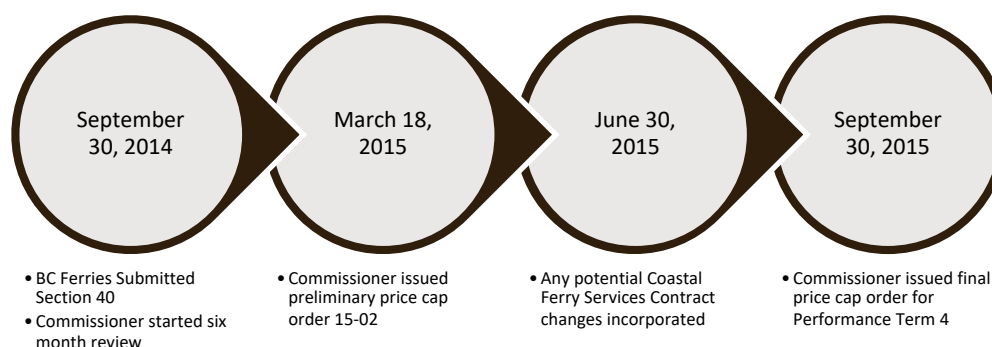 September
30, 2014
March 18,
2015
June 30,
2015
September
30, 2015
• BC Ferries Submitted
Section 40
• Commissioner started six
month review
• Commissioner issued
preliminary price cap
order 15-02
• Any potential Coastal
Ferry Services Contract
changes incorporated
• Commissioner issued final
price cap order for
Performance Term 4